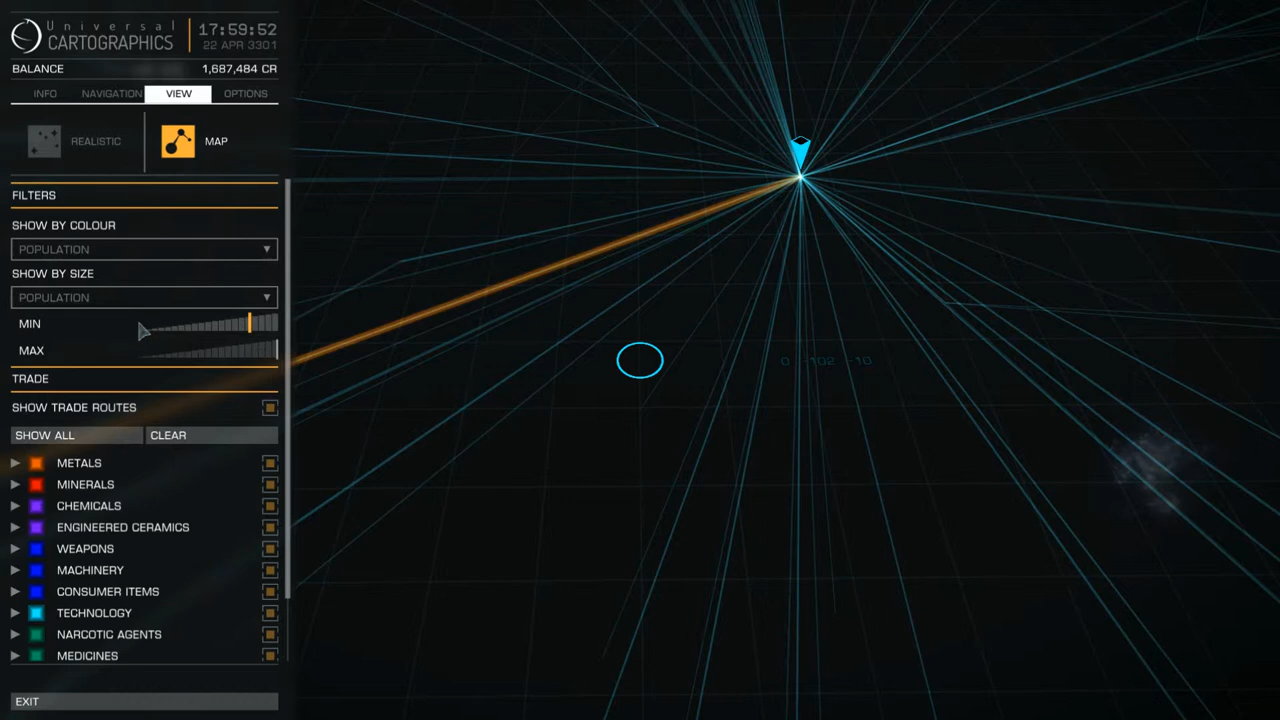 Universal
CARTOGRAPHICS
17:59:52
22 APR 3301
BALANCE 1,687,484 CR
INFO NAVIGATION VIEW OPTIONS
REALISTIC MAP
FILTERS
SHOW BY COLOUR
POPULATION
SHOW BY SIZE
POPULATION
MIN
MAX
TRADE
SHOW TRADE ROUTES
SHOW ALL CLEAR
METALS
MINERALS
CHEMICALS
ENGINEERED CERAMICS
WEAPONS
MACHINERY
CONSUMER ITEMS
TECHNOLOGY
NARCOTIC AGENTS
MEDICINES
EXIT